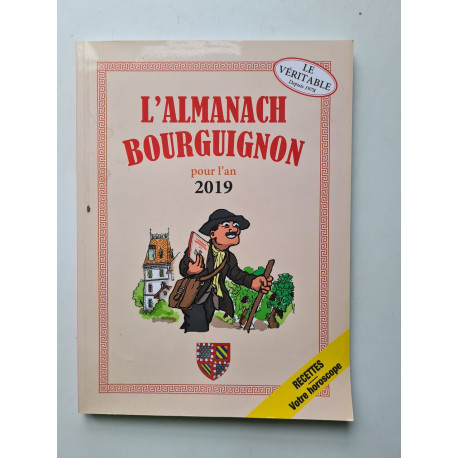 LE
VÉRITABLE
Depuis 1978
L'ALMANACH
BOURGUIGNON
pour l'an
2019
RECETTES
Votre horoscope